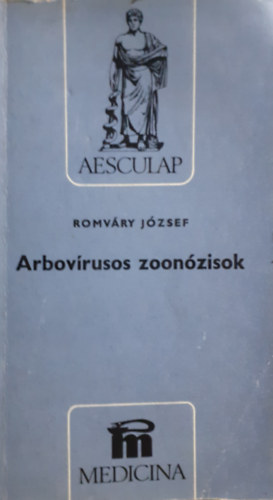 AESCULAP
ROMVÁRY JÓZSEF
Arbovírusos zoonózisok
MEDICINA